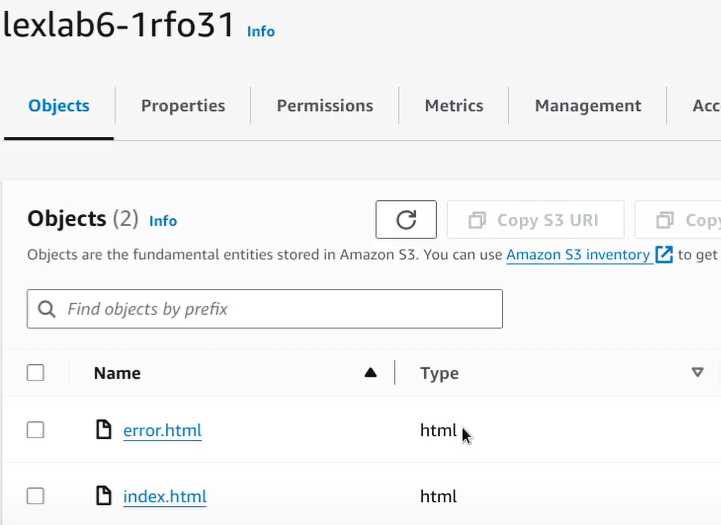 lexlab6-1rfo31 Info
Objects Properties Permissions Metrics Management Acc
Objects (2) Info Copy S3 URI Copy
Objects are the fundamental entities stored in Amazon S3. You can use Amazon S3 inventory to get
Find objects by prefix
Name Type
error.html html
index.html html